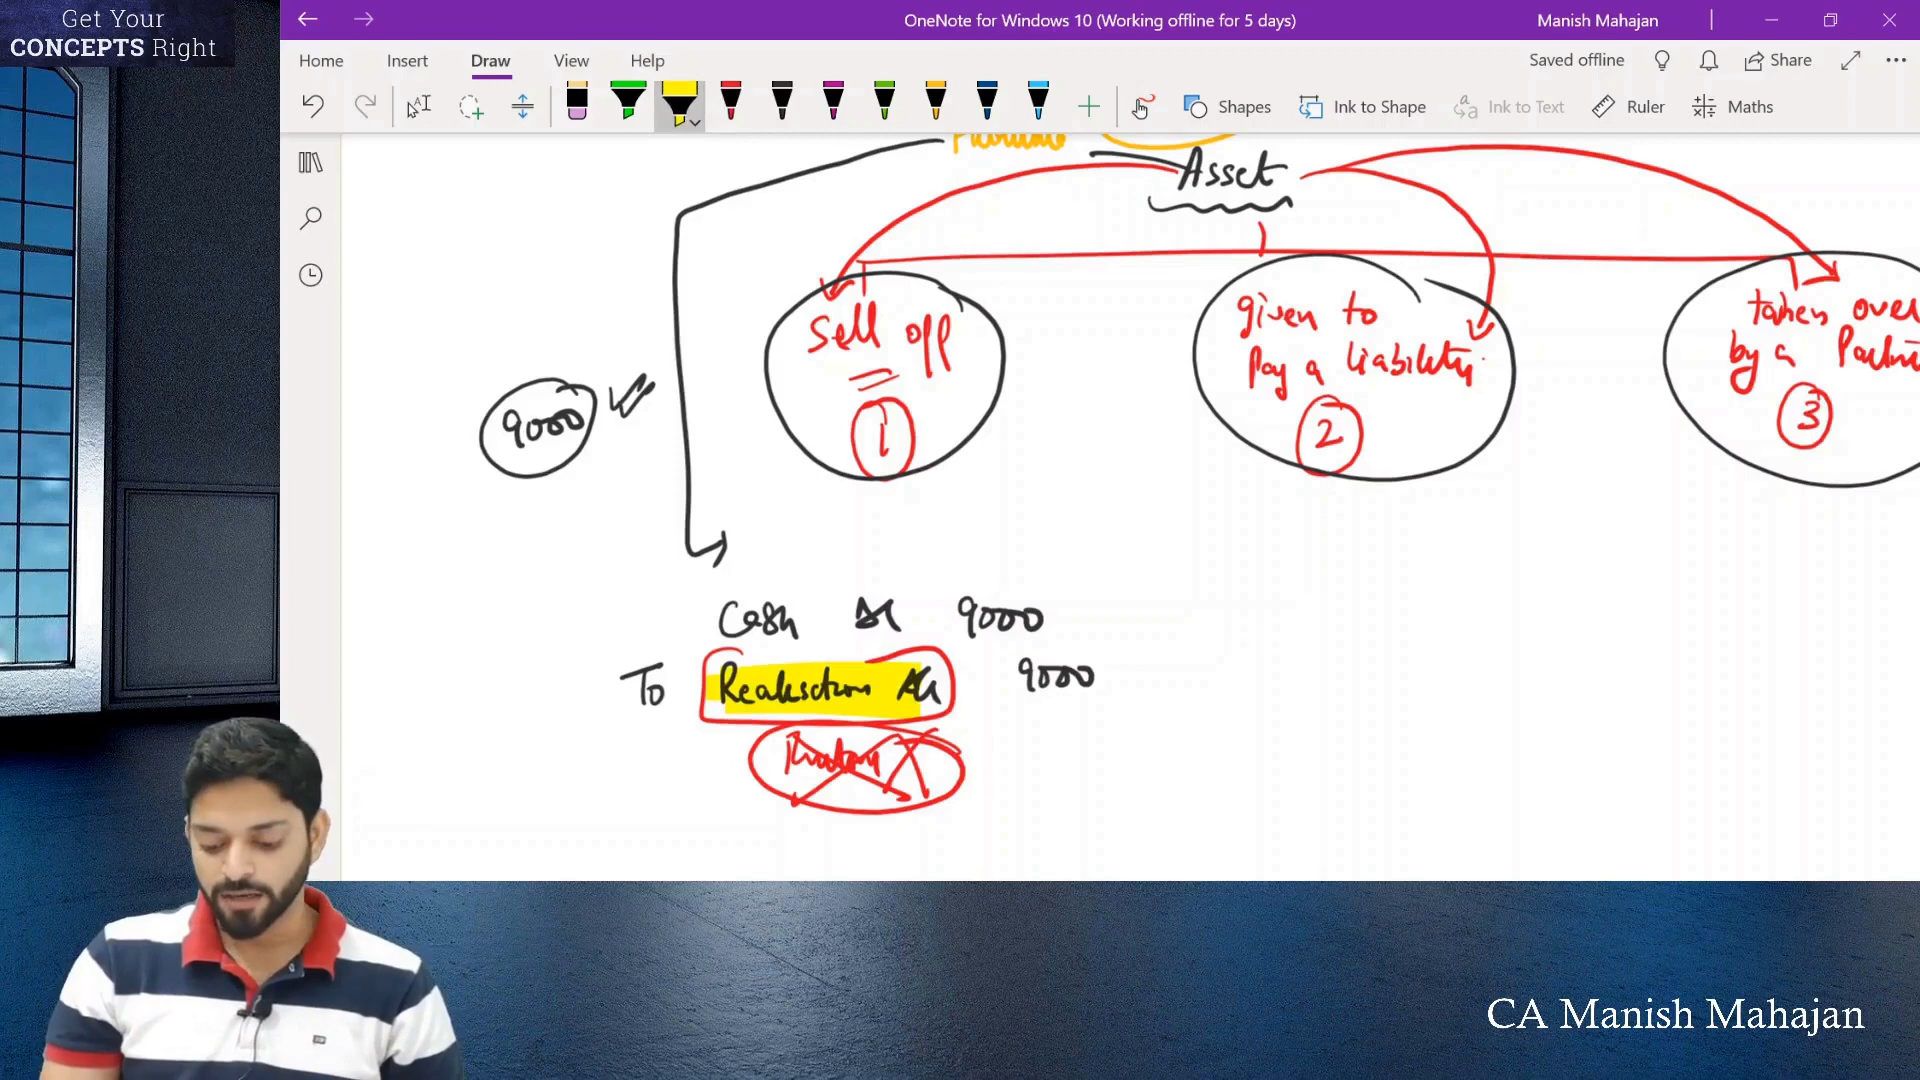 Get Your
CONCEPTS Right
OneNote for Windows 10 (Working offline for 5 days)
Manish Mahajan
Home Insert Draw View Help
Saved offline
Share
Shapes
Ink to Shape
Ink to Text
Ruler
Maths
Asset
Sell off
1
given to
Pay a liability
2
taken over
by a
3
9000
Cash 9000
To Realisation 9000
CA Manish Mahajan